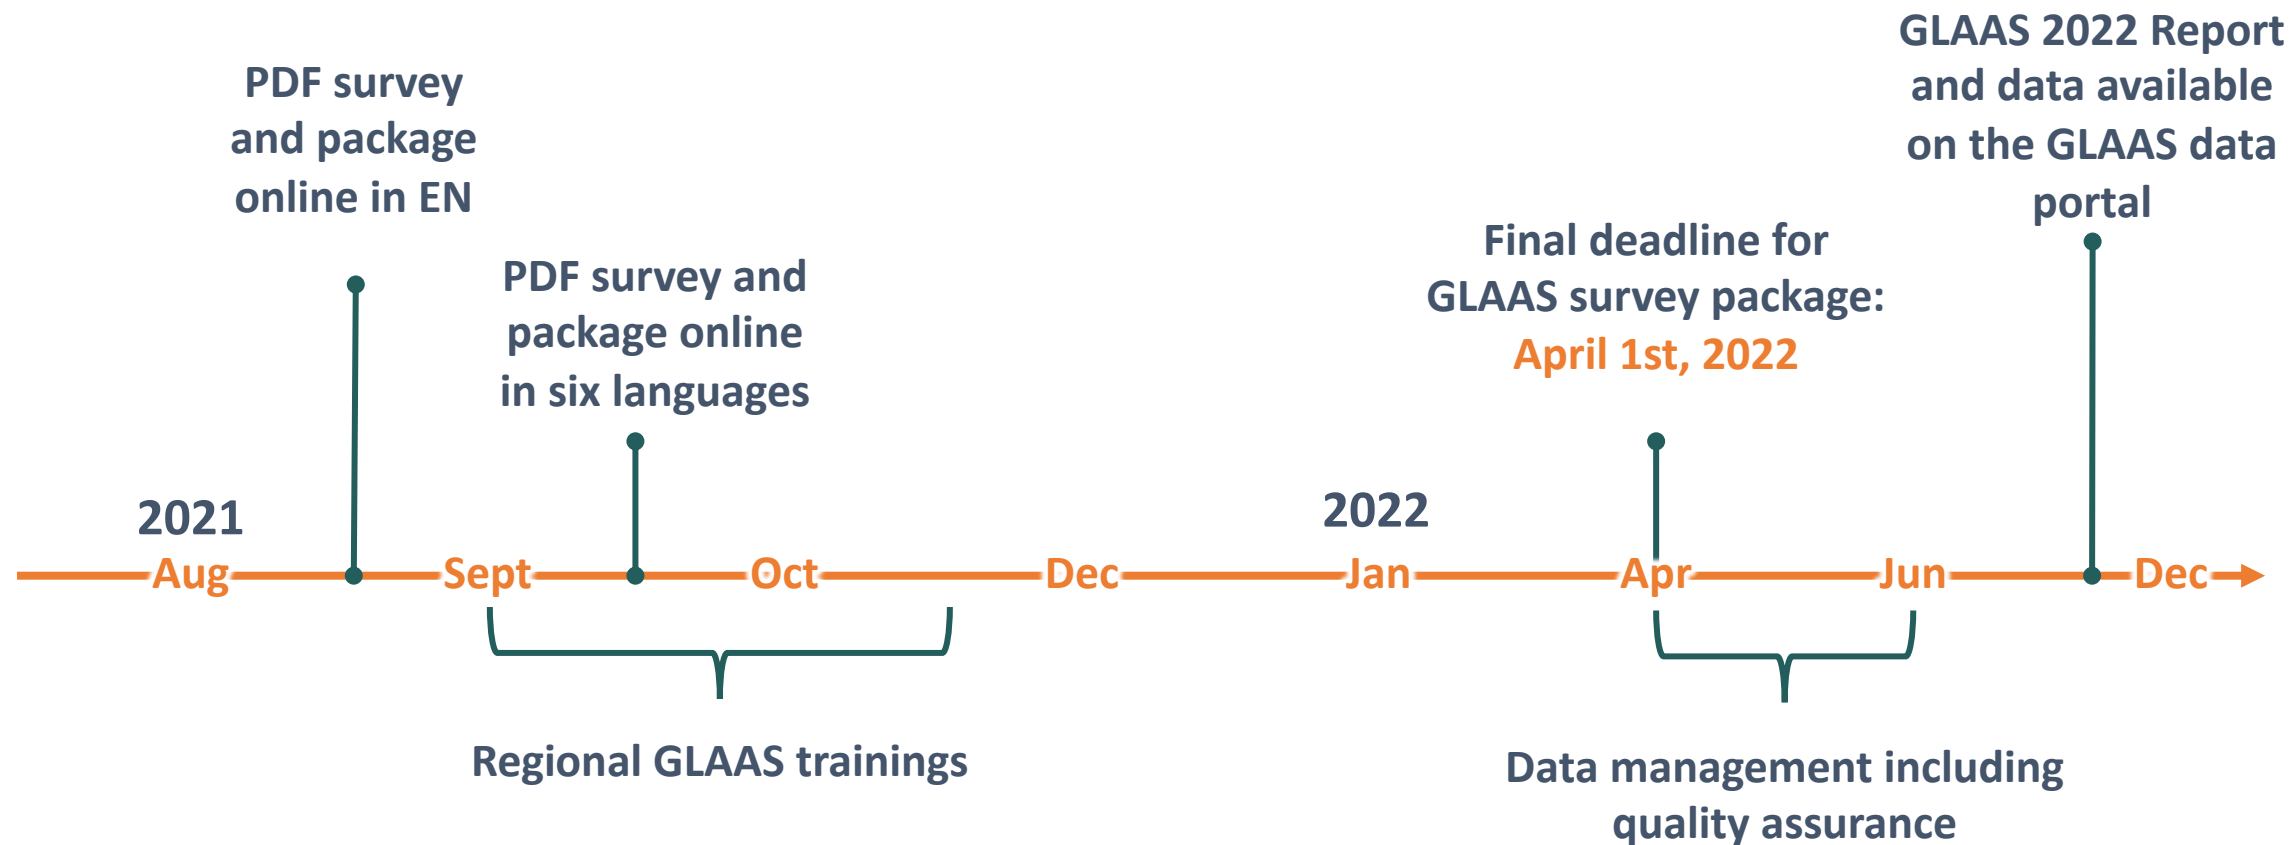 GLAAS 2022 Report
and data available
on the GLAAS data
portal
PDF survey
and package
online in EN
PDF survey and
package online
in six languages
Final deadline for
GLAAS survey package:
April 1st, 2022
2021
2022
Aug Sept Oct Dec Jan Apr Jun Dec
Regional GLAAS trainings
Data management including
quality assurance